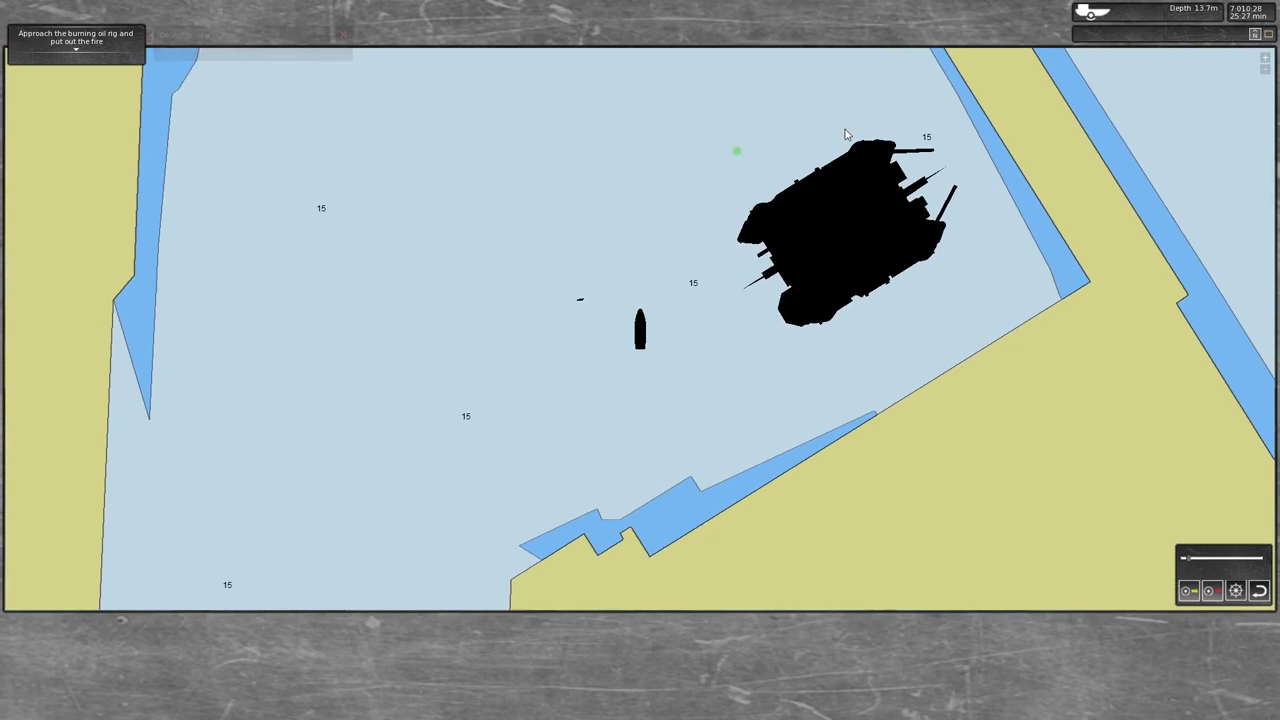 Approach the burning oil rig and
put out the fire
Depth 13.7m
7:010:28
25:27 min
N
15
15
15
15
15